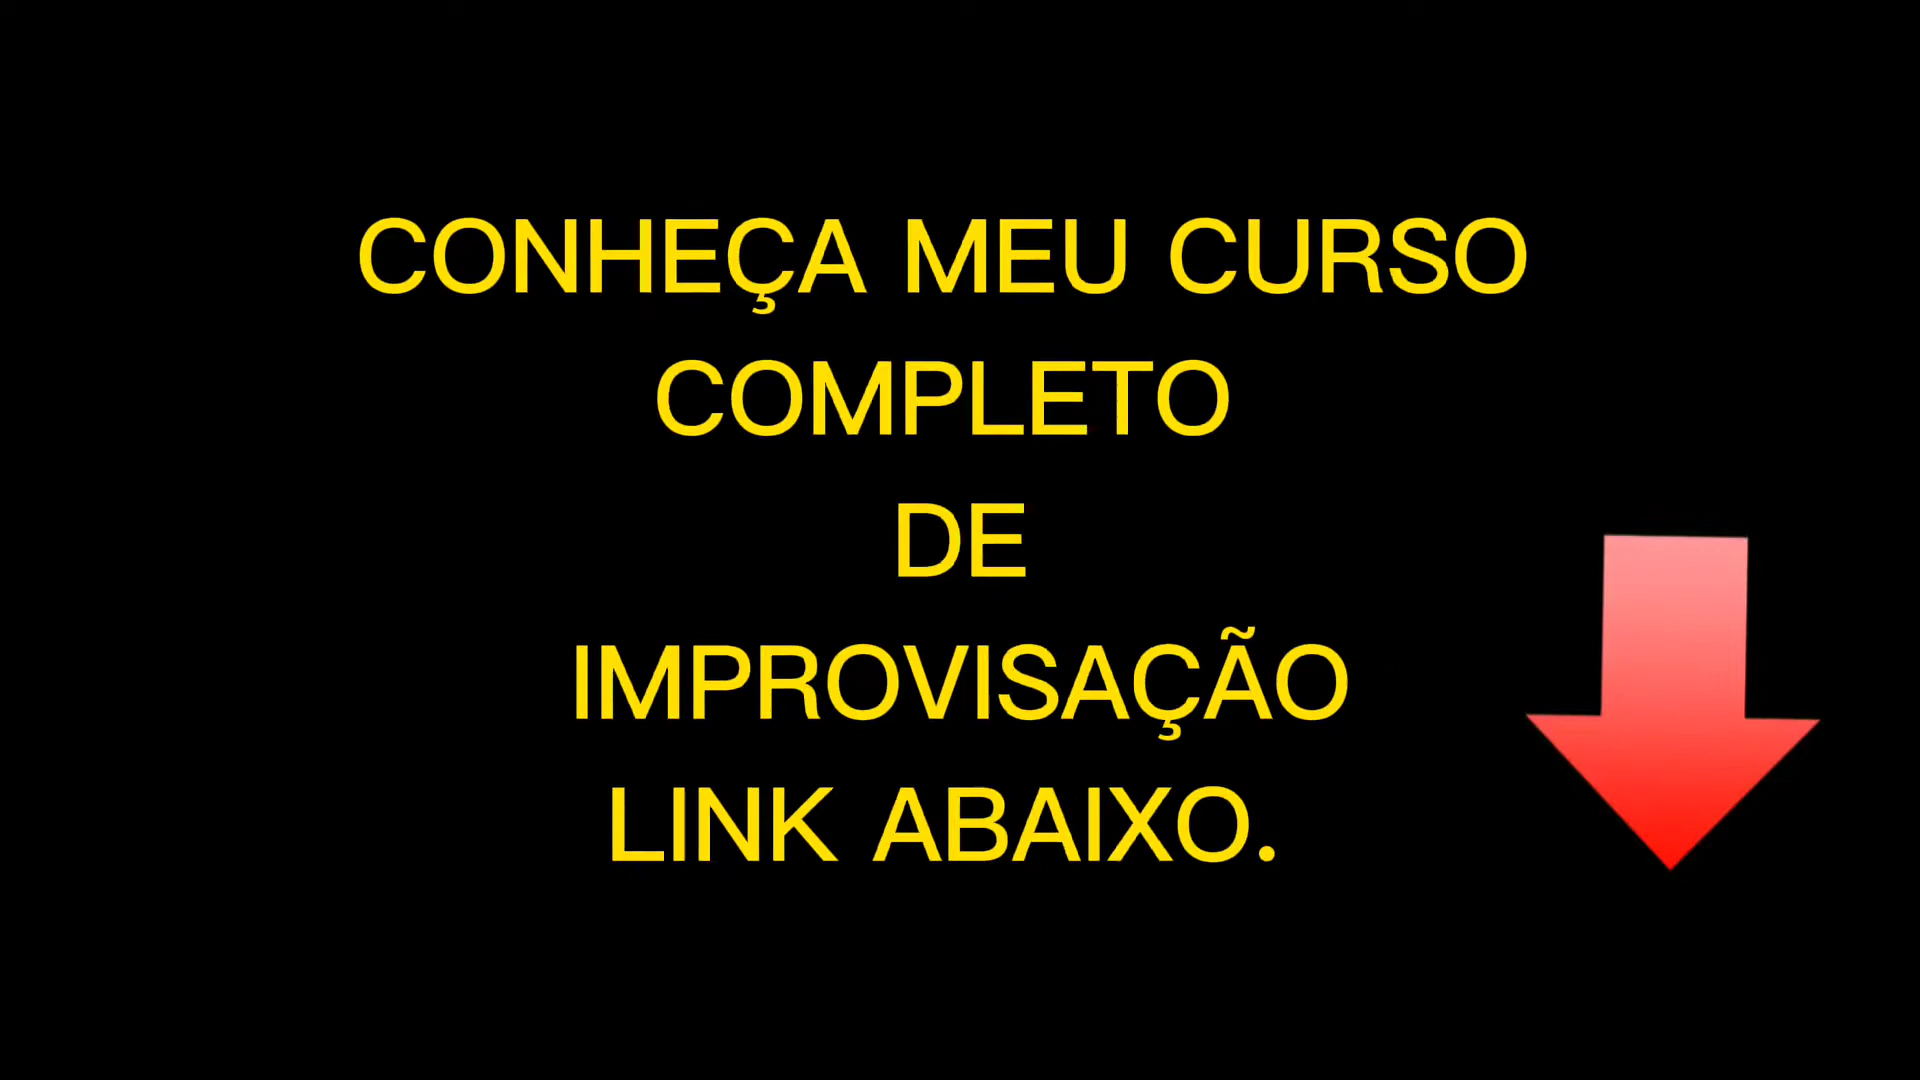 CONHEÇA MEU CURSO
COMPLETO
DE
IMPROVISAÇÃO
LINK ABAIXO.